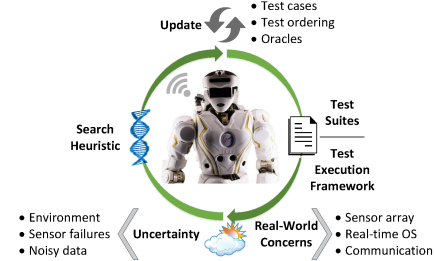 Update
• Test cases
• Test ordering
• Oracles
Search
Heuristic
Test
Suites
Test
Execution
Framework
• Environment
• Sensor failures
• Noisy data
Uncertainty
Real-World
Concerns
• Sensor array
• Real-time OS
• Communication